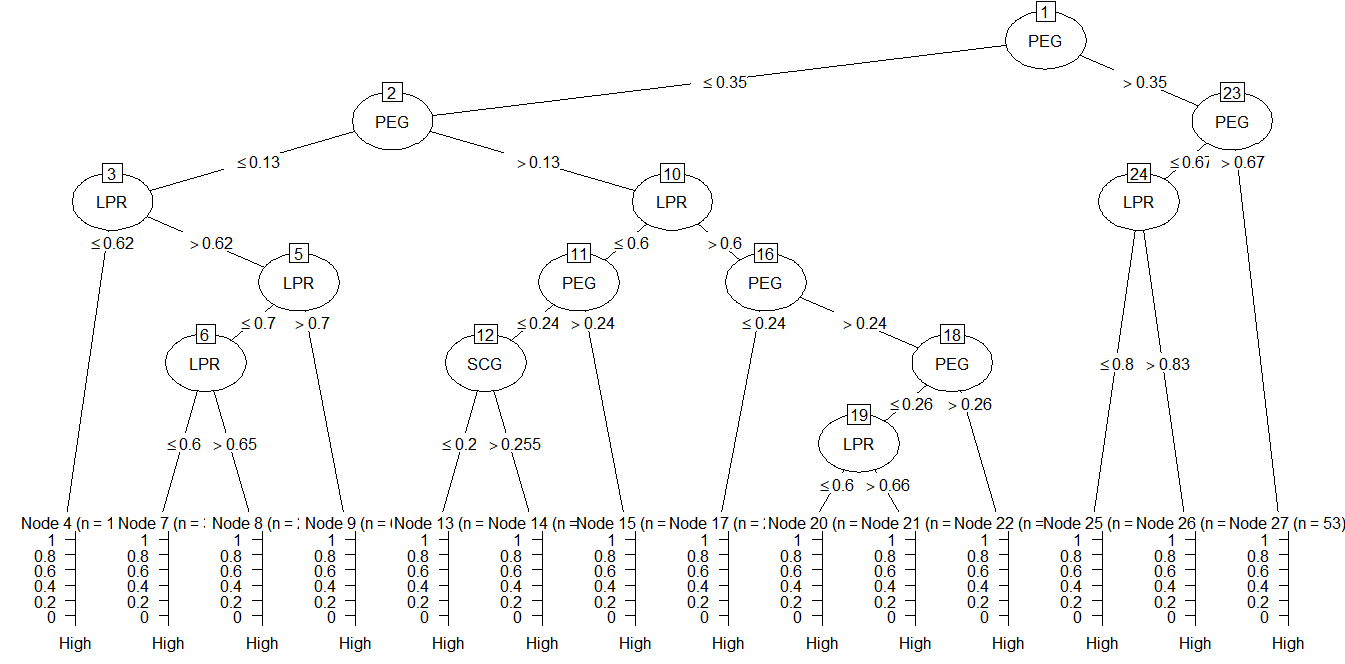 1
PEG
≤ 0.35
> 0.35
2
PEG
23
PEG
≤ 0.13
> 0.13
≤ 0.67
> 0.67
3
LPR
10
LPR
24
LPR
≤ 0.62
> 0.62
≤ 0.6
> 0.6
5
LPR
11
PEG
16
PEG
≤ 0.7
> 0.7
≤ 0.24
> 0.24
≤ 0.24
> 0.24
6
LPR
12
SCG
18
PEG
≤ 0.8
> 0.83
≤ 0.26
> 0.26
19
LPR
≤ 0.6
> 0.65
≤ 0.2
> 0.255
≤ 0.6
> 0.66
Node 4 (n = 1 Node 7 (n = Node 8 (n = Node 9 (n = Node 13 (n = Node 14 (n = Node 15 (n = Node 17 (n = Node 20 (n = Node 21 (n = Node 22 (n = Node 25 (n = Node 26 (n = Node 27 (n = 53)
1 1 1 1 1 1 1 1 1 1 1 1 1 1
0.8 0.8 0.8 0.8 0.8 0.8 0.8 0.8 0.8 0.8 0.8 0.8 0.8 0.8
0.6 0.6 0.6 0.6 0.6 0.6 0.6 0.6 0.6 0.6 0.6 0.6 0.6 0.6
0.4 0.4 0.4 0.4 0.4 0.4 0.4 0.4 0.4 0.4 0.4 0.4 0.4 0.4
0.2 0.2 0.2 0.2 0.2 0.2 0.2 0.2 0.2 0.2 0.2 0.2 0.2 0.2
0 0 0 0 0 0 0 0 0 0 0 0 0 0
High High High High High High High High High High High High High High